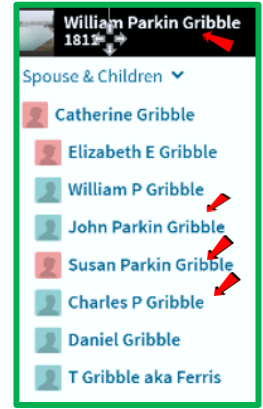 William Parkin Gribble
1812
Spouse & Children
Catherine Gribble
Elizabeth E Gribble
William P Gribble
John Parkin Gribble
Susan Parkin Gribble
Charles P Gribble
Daniel Gribble
T Gribble aka Ferris